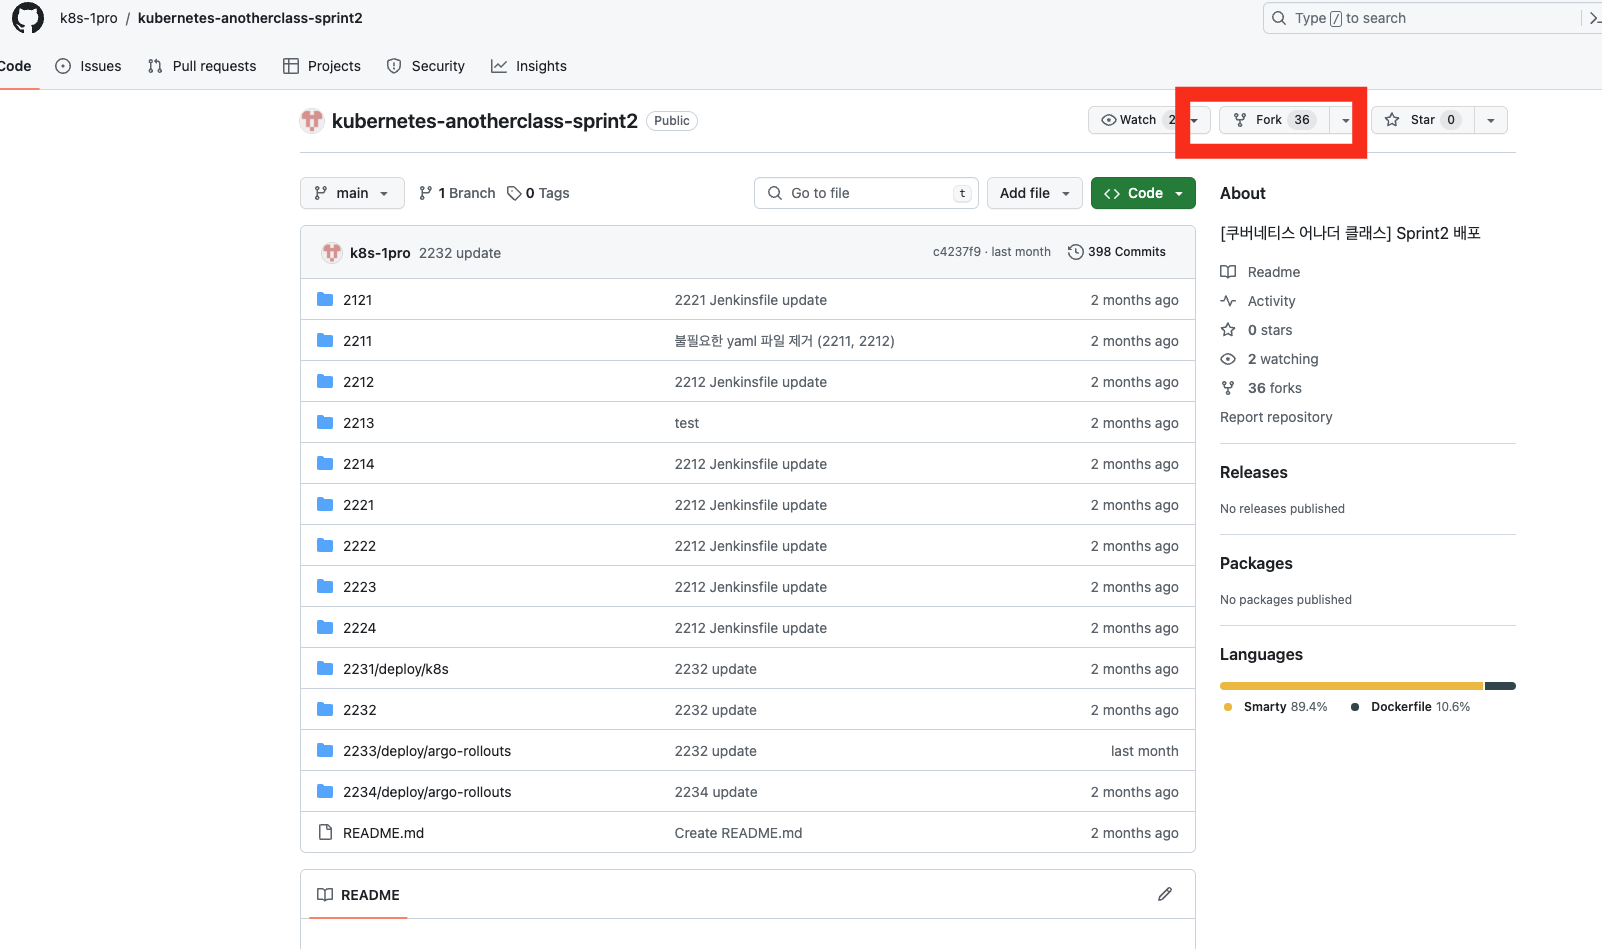 k8s-1pro / kubernetes-anotherclass-sprint2
Type / to search
Code Issues Pull requests Projects Security Insights
kubernetes-anotherclass-sprint2 Public
Watch 2 Fork 36 Star 0
main 1 Branch 0 Tags Go to file t Add file Code
k8s-1pro 2232 update c4237f9 · last month 398 Commits
2121 2221 Jenkinsfile update 2 months ago
2211 불필요한 yaml 파일 제거 (2211, 2212) 2 months ago
2212 2212 Jenkinsfile update 2 months ago
2213 test 2 months ago
2214 2212 Jenkinsfile update 2 months ago
2221 2212 Jenkinsfile update 2 months ago
2222 2212 Jenkinsfile update 2 months ago
2223 2212 Jenkinsfile update 2 months ago
2224 2212 Jenkinsfile update 2 months ago
2231/deploy/k8s 2232 update 2 months ago
2232 2232 update 2 months ago
2233/deploy/argo-rollouts 2232 update last month
2234/deploy/argo-rollouts 2234 update 2 months ago
README.md Create README.md 2 months ago
README
About
[쿠버네티스 어나더 클래스] Sprint2 배포
Readme
Activity
0 stars
2 watching
36 forks
Report repository
Releases
No releases published
Packages
No packages published
Languages
Smarty 89.4% Dockerfile 10.6%